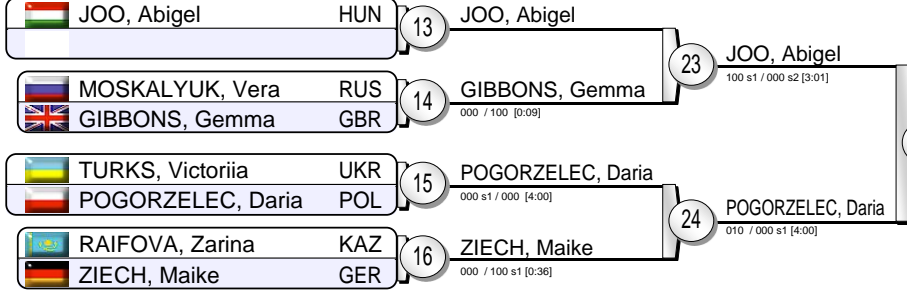 JOO, Abigel HUN 13 JOO, Abigel
23 JOO, Abigel
100 s1 / 000 s2 [3:01]
MOSKALYUK, Vera RUS 14 GIBBONS, Gemma
GIBBONS, Gemma GBR 000 / 100 [0:09]
TURKS, Victoriia UKR 15 POGORZELEC, Daria
POGORZELEC, Daria POL 000 s1 / 000 [4:00]
24 POGORZELEC, Daria
010 / 000 s1 [4:00]
RAIFOVA, Zarina KAZ 16 ZIECH, Maike
ZIECH, Maike GER 000 / 100 s1 [0:36]